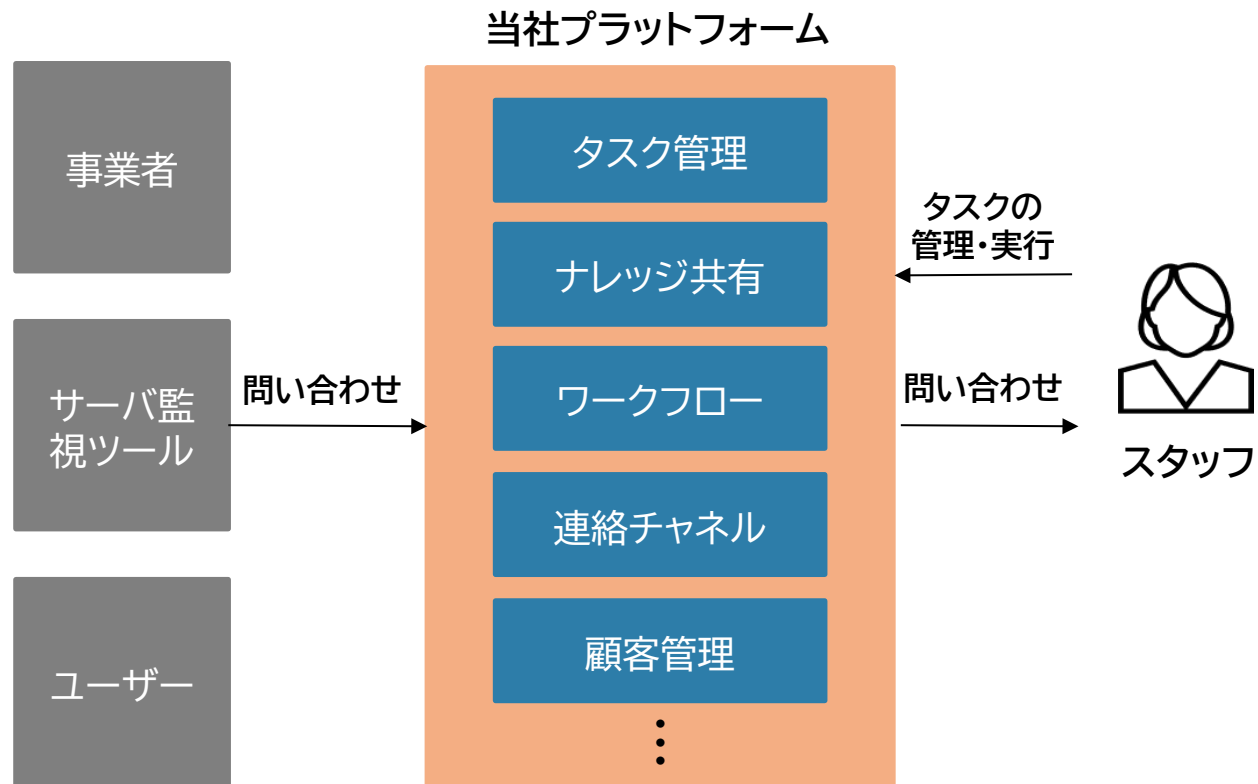 当社プラットフォーム
事業者
サーバ監
視ツール
ユーザー
問い合わせ
タスク管理
ナレッジ共有
ワークフロー
連絡チャネル
顧客管理
タスクの
管理・実行
問い合わせ
スタッフ